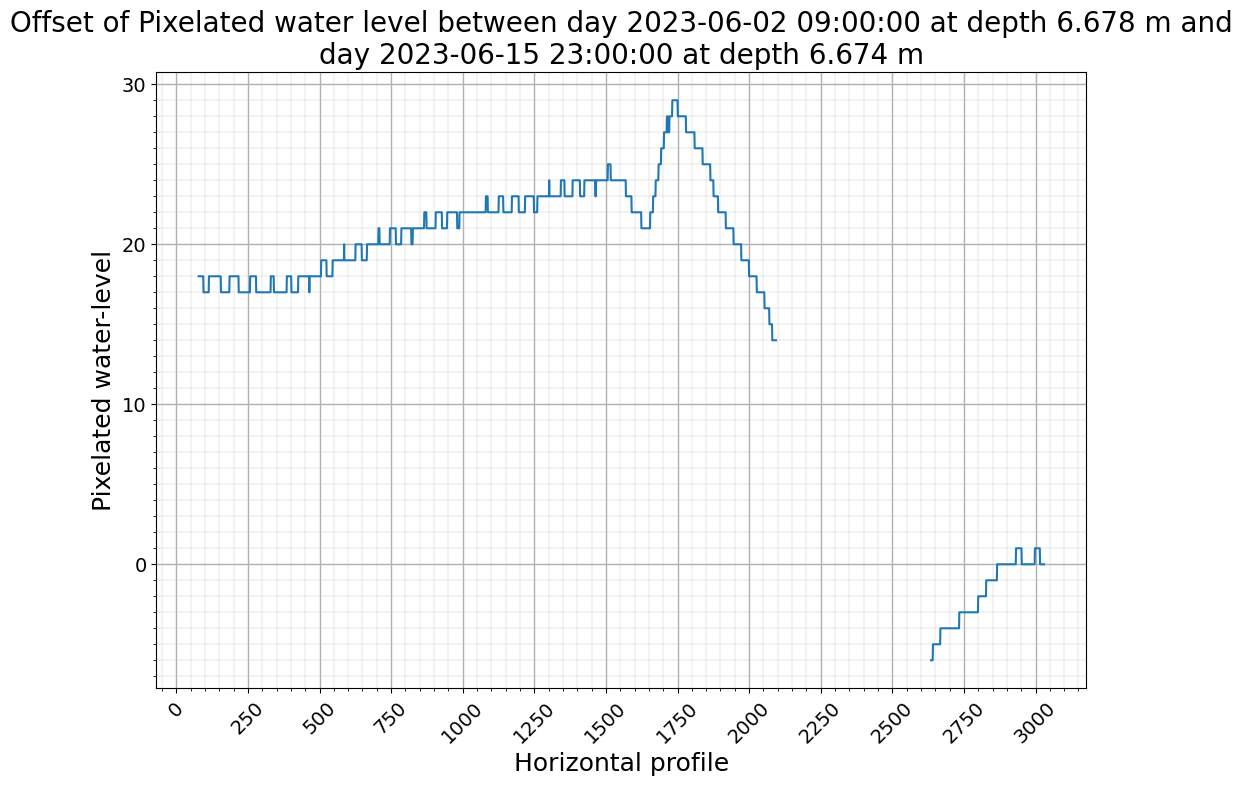 Offset of Pixelated water level between day 2023-06-02 09:00:00 at depth 6.678 m and
day 2023-06-15 23:00:00 at depth 6.674 m
30
20
10
0
Pixelated water-level
0 250 500 750 1000 1250 1500 1750 2000 2250 2500 2750 3000
Horizontal profile